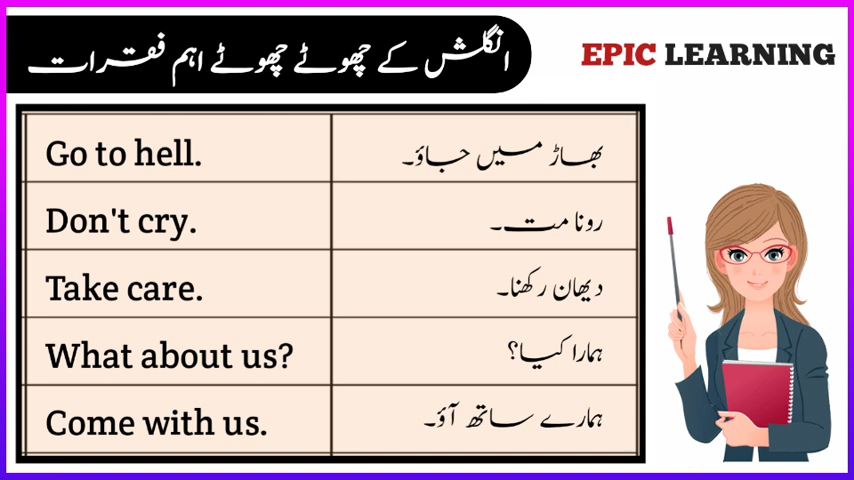 انگلش کے چھوٹے چھوٹے اہم فقرات
EPIC LEARNING
Go to hell. بھاڑ میں جاؤ۔
Don't cry. رونا مت۔
Take care. دھیان رکھنا۔
What about us? ہمارا کیا؟
Come with us. ہمارے ساتھ آؤ۔